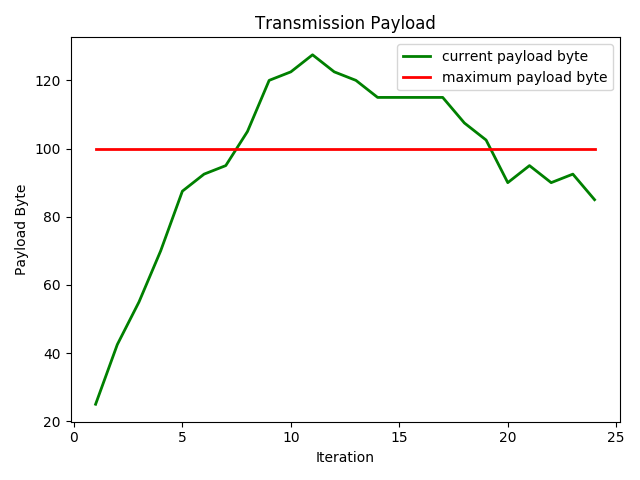 Transmission Payload
current payload byte
maximum payload byte
Payload Byte
120
100
80
60
40
20
0
5
10
15
20
25
Iteration